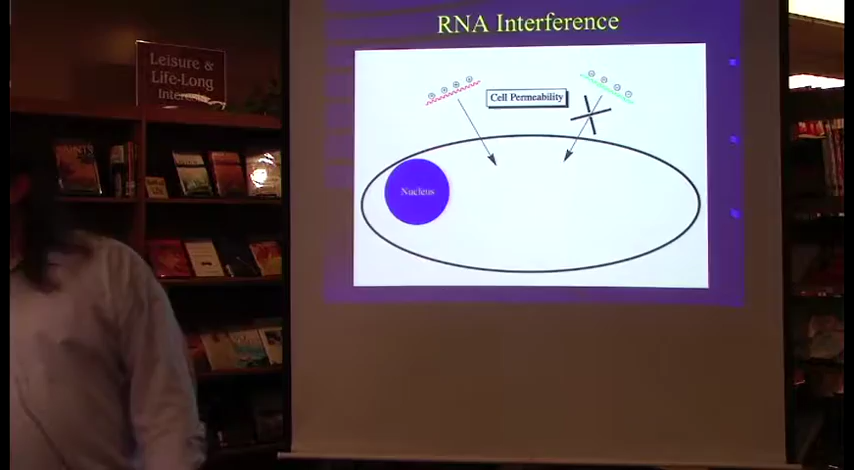 RNA Interference
Leisure &
Life-Long
Cell Permeability
Nucleus